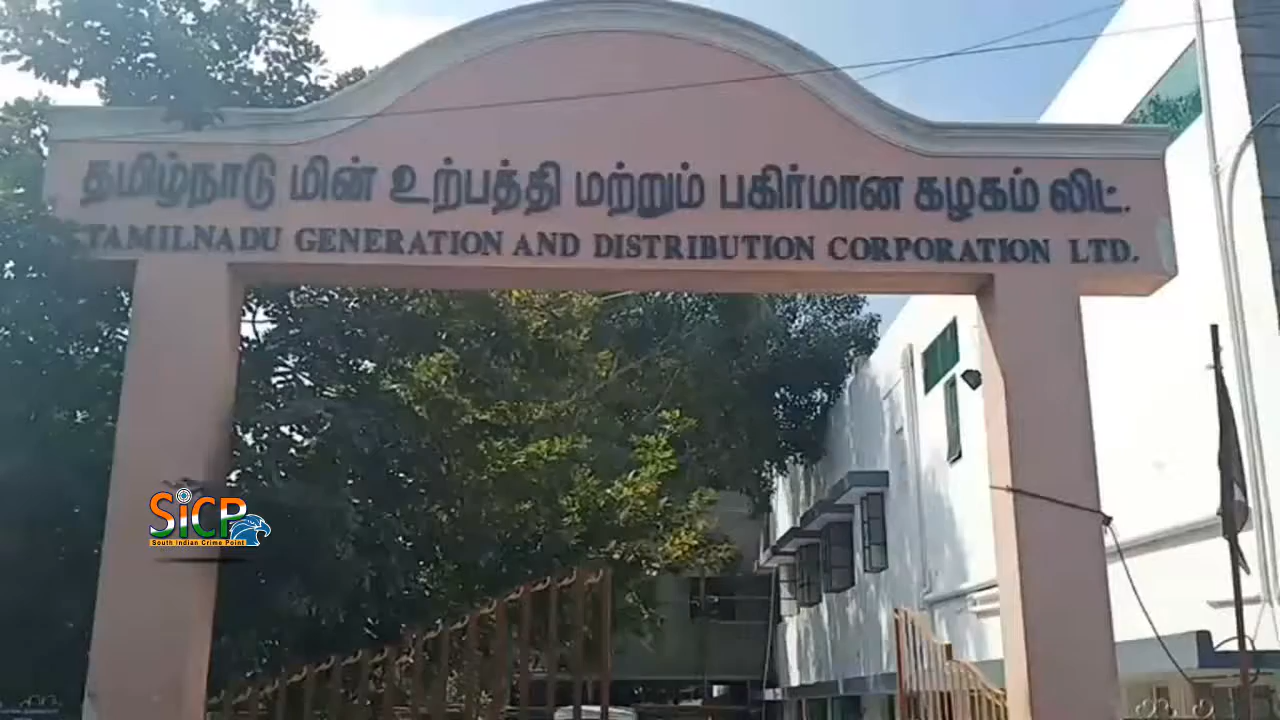 தமிழ்நாடு மின் உற்பத்தி மற்றும் பகிர்மான கழகம் லிட்.
TAMILNADU GENERATION AND DISTRIBUTION CORPORATION LTD.
SiCP
South Indian Crime Point